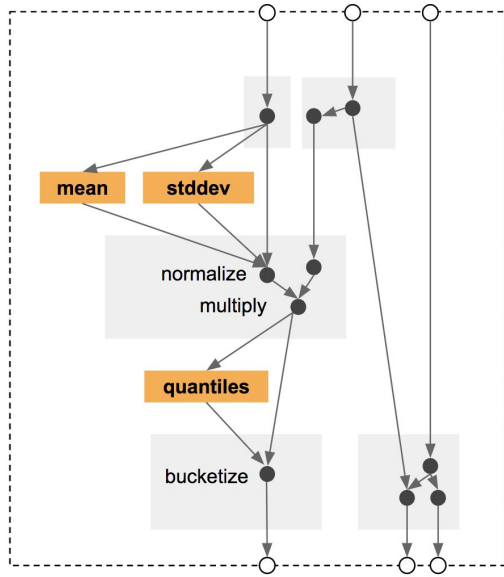 mean
stddev
normalize
multiply
quantiles
bucketize